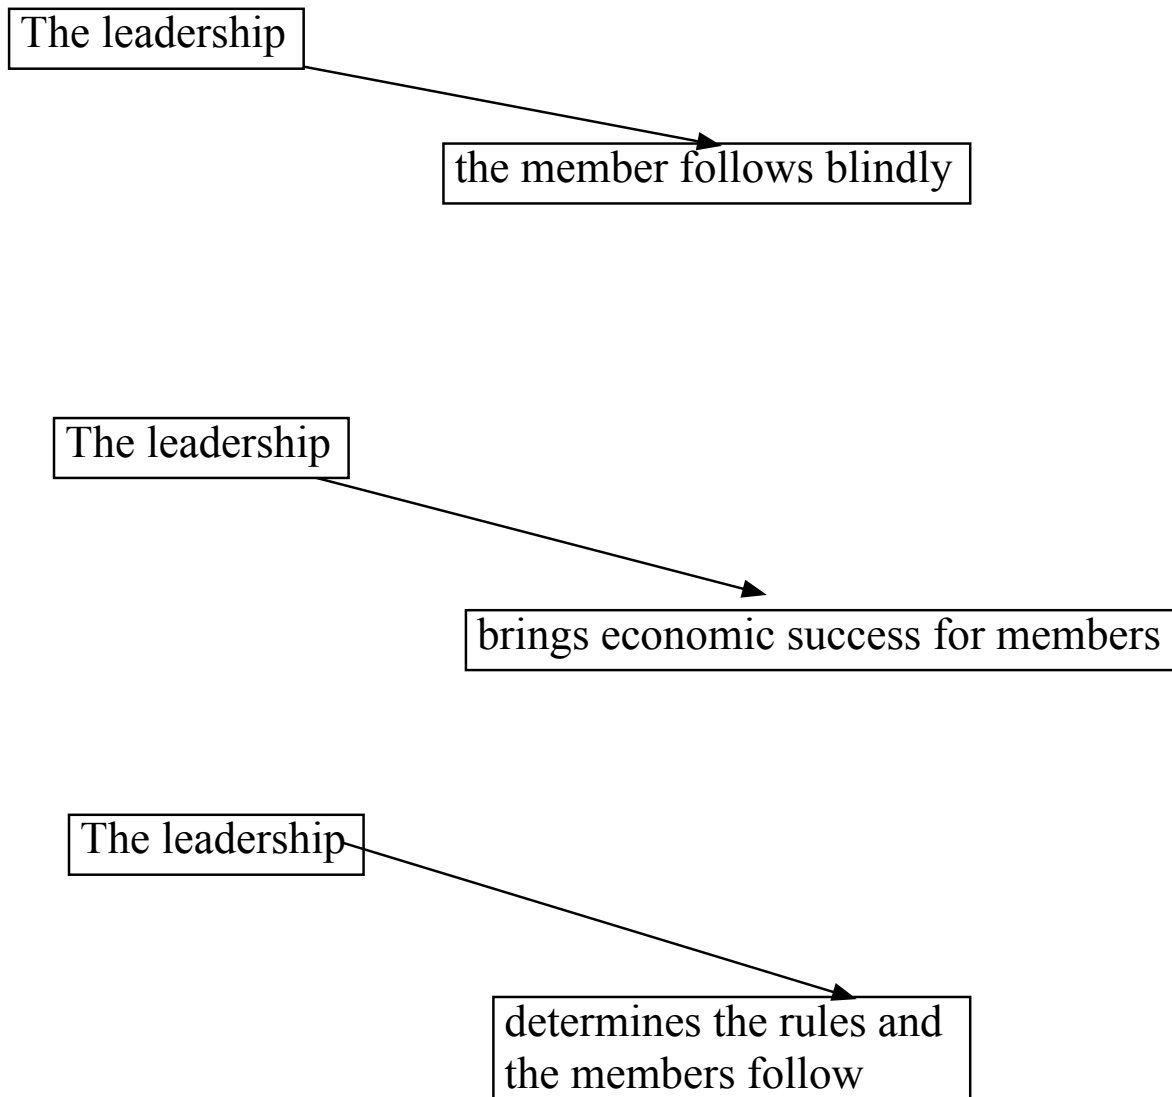 The leadership
the member follows blindly
The leadership
brings economic success for members
The leadership
determines the rules and
the members follow